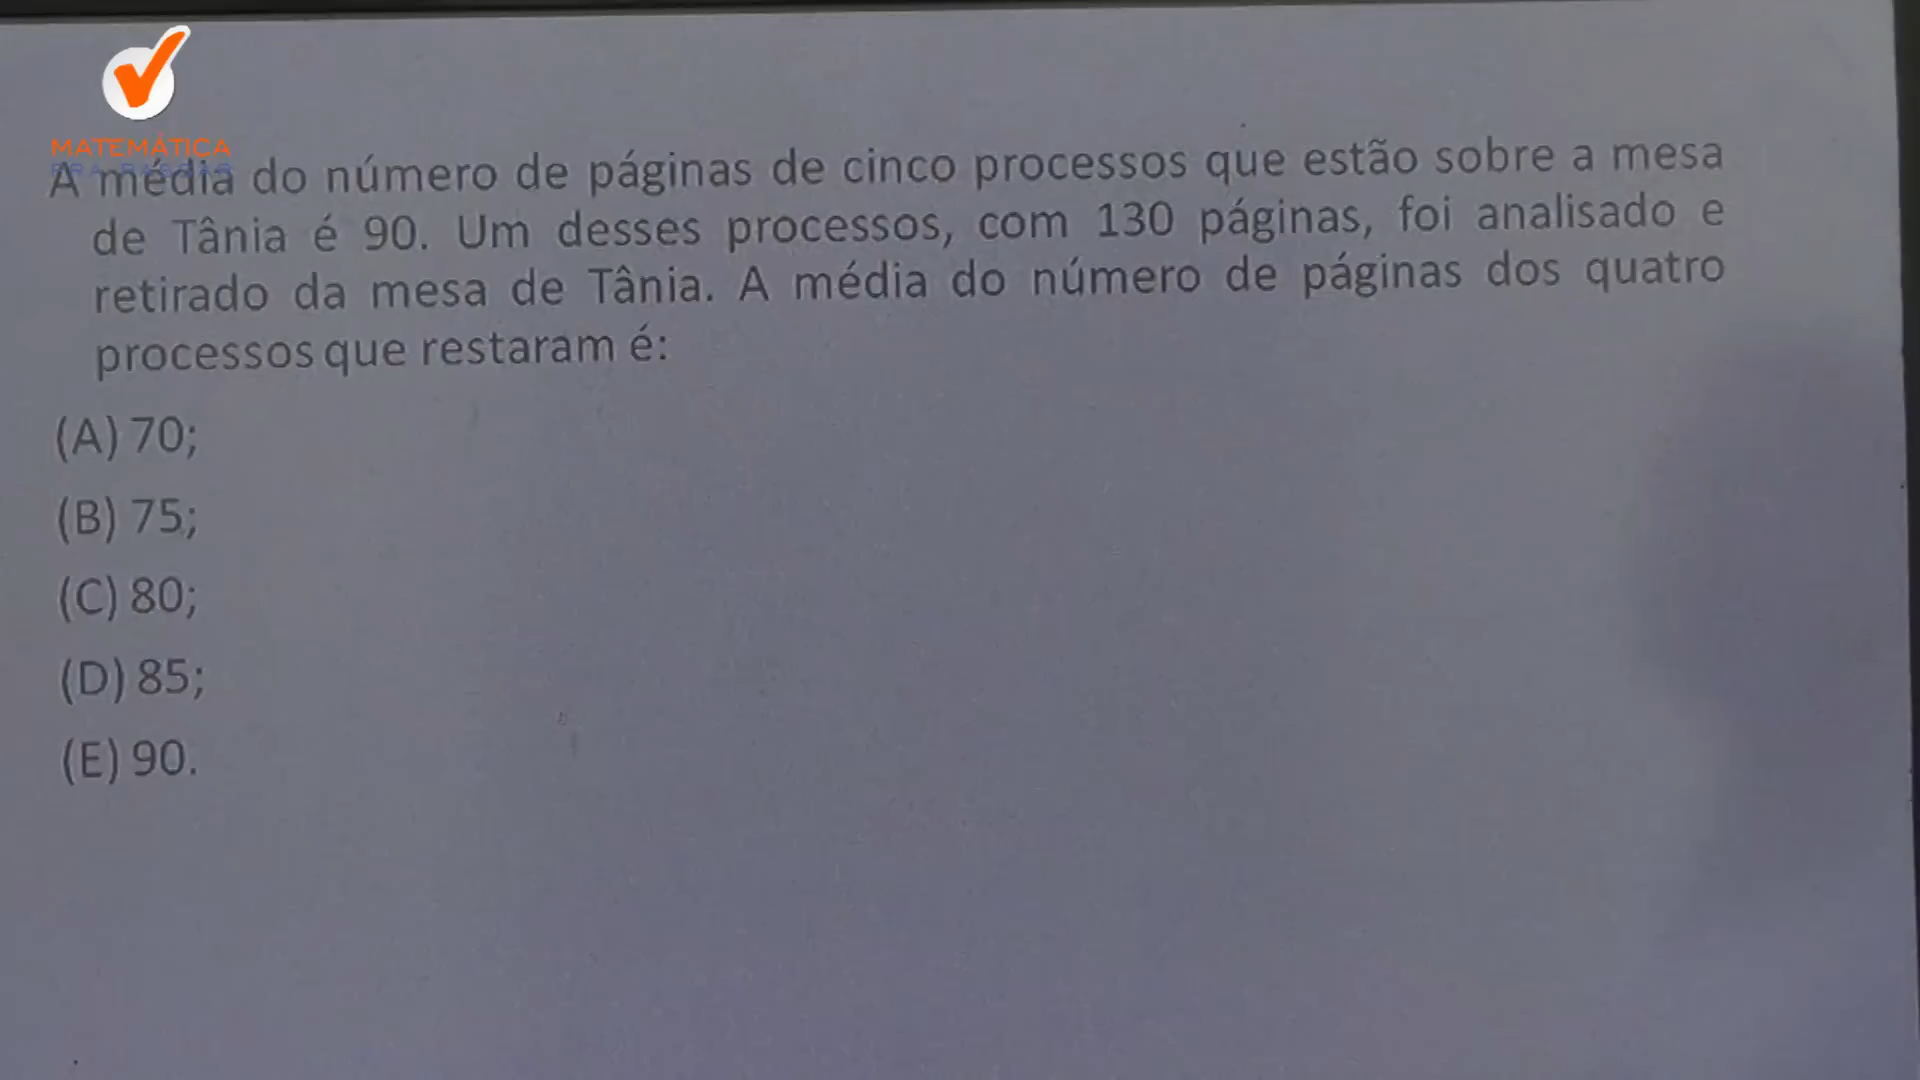 MATEMÁTICA
A média do número de páginas de cinco processos que estão sobre a mesa
de Tânia é 90. Um desses processos, com 130 páginas, foi analisado e
retirado da mesa de Tânia. A média do número de páginas dos quatro
processos que restaram é:
(A) 70;
(B) 75;
(C) 80;
(D) 85;
(E) 90.